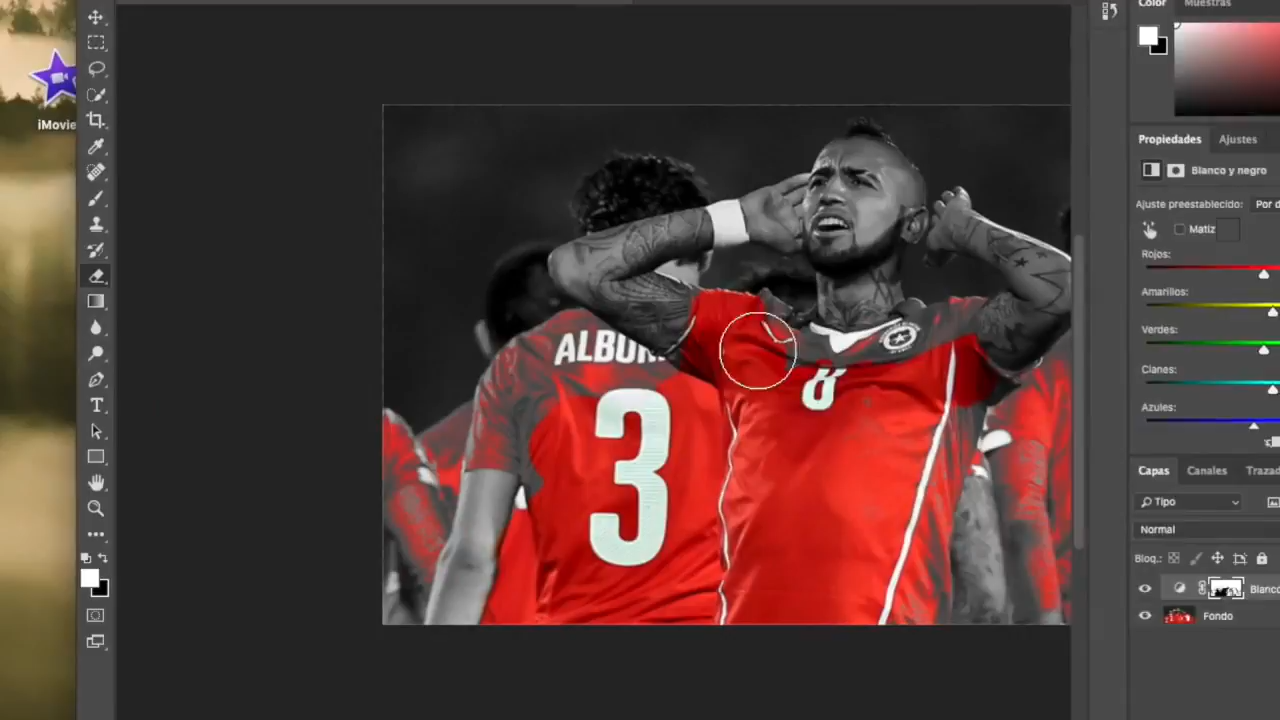 Color Muestras
iMovie
Propiedades Ajustes
Blanco y negro
Ajuste preestablecido: Por d
Matiz
Rojos:
Amarillos:
Verdes:
Cianes:
Azules:
ALBOR
8
3
Capas Canales Trazad
Tipo
Normal
Bloq.:
Blanco
Fondo
T